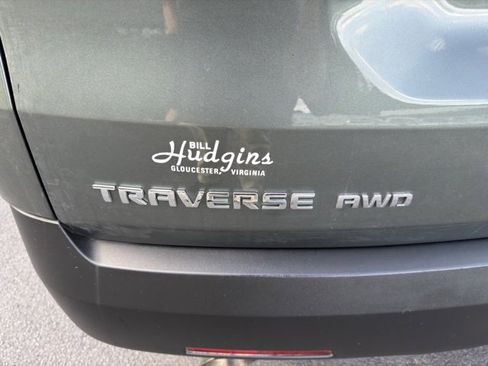 BILL
Hudgins
GLOUCESTER, VIRGINIA
TRAVERSE AWD